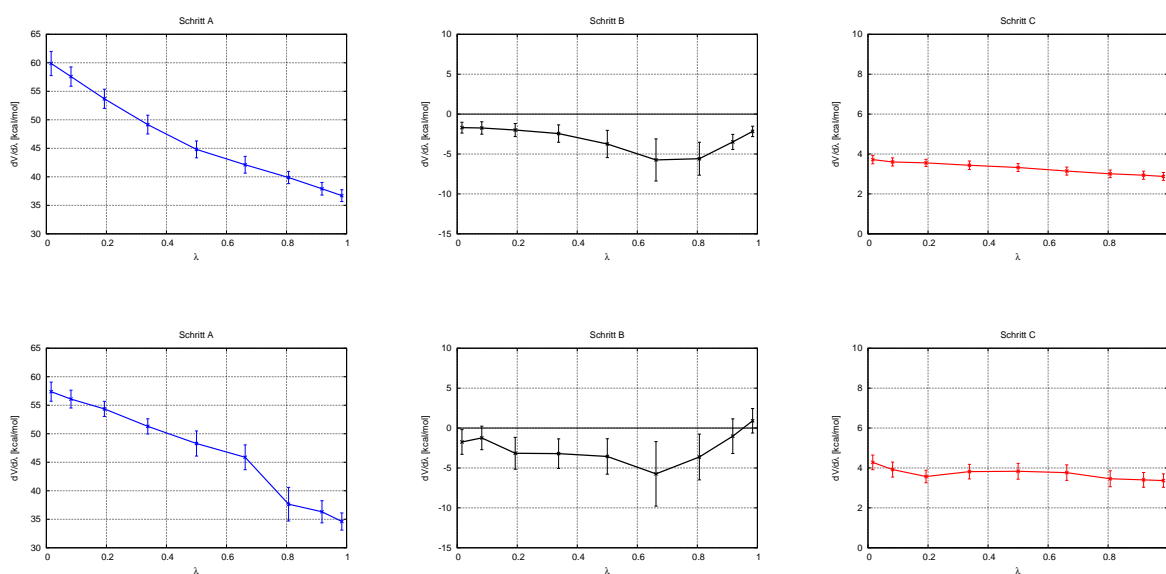 Schritt A
65
60
55
50
45
40
35
30
dV/dλ [kcal/mol]
0 0.2 0.4 0.6 0.8 1
λ
Schritt B
10
5
0
-5
-10
-15
dV/dλ [kcal/mol]
0 0.2 0.4 0.6 0.8 1
λ
Schritt C
10
8
6
4
2
0
dV/dλ [kcal/mol]
0 0.2 0.4 0.6 0.8
λ
Schritt A
65
60
55
50
45
40
35
30
dV/dλ [kcal/mol]
0 0.2 0.4 0.6 0.8 1
λ
Schritt B
10
5
0
-5
-10
-15
dV/dλ [kcal/mol]
0 0.2 0.4 0.6 0.8 1
λ
Schritt C
10
8
6
4
2
0
dV/dλ [kcal/mol]
0 0.2 0.4 0.6 0.8
λ